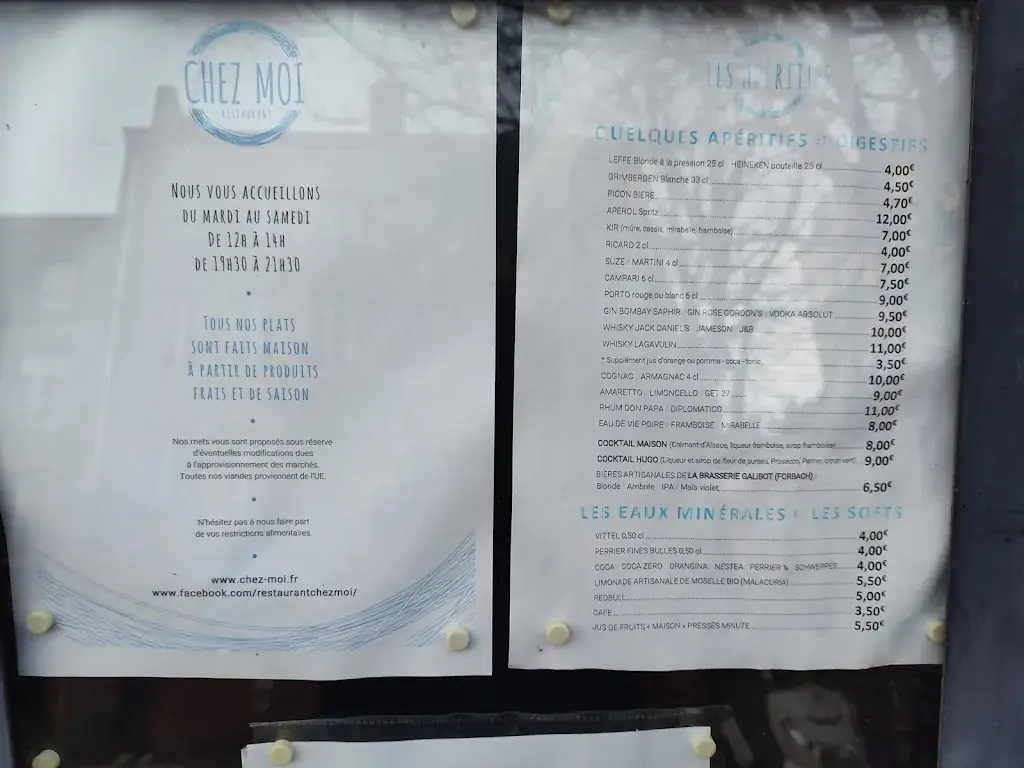 CHEZ MOI
RESTAURANT
NOUS VOUS ACCUEILLONS
DU MARDI AU SAMEDI
DE 12H À 14H
DE 19H30 À 21H30
TOUS NOS PLATS
SONT FAITS MAISON
À PARTIR DE PRODUITS
FRAIS ET DE SAISON
Nos mets vous sont proposés sous réserve
d'éventuelles modifications dues
à l'approvisionnement des marchés.
Toutes nos viandes proviennent de l'UE.
N'hésitez pas à nous faire part
de vos restrictions alimentaires.
www.chez-moi.fr
www.facebook.com/restaurantchezmoi/
LES APÉRITIFS
QUELQUES APÉRITIFS ET DIGESTIFS
LEFFE Blonde à la pression 25 cl / HEINEKEN bouteille 25 cl 4,00€
GRIMBERGEN Blanche 33 cl 4,50€
PICON BIERE 4,70€
APEROL Spritz 12,00€
KIR (mûre, cassis, mirabelle, framboise) 7,00€
RICARD 2 cl 4,00€
SUZE / MARTINI 4 cl 7,00€
CAMPARI 6 cl 7,50€
PORTO rouge ou blanc 6 cl 9,00€
GIN BOMBAY SAPHIR / GIN ROSE GORDON'S / VODKA ABSOLUT 9,50€
WHISKY JACK DANIEL'S / JAMESON / J&B 10,00€
WHISKY LAGAVULIN 11,00€
* Supplément jus d'orange ou pomme - coca - tonic 3,50€
COGNAC / ARMAGNAC 4 cl 10,00€
AMARETTO / LIMONCELLO / GET 27 9,00€
RHUM DON PAPA / DIPLOMATICO 11,00€
EAU DE VIE POIRE / FRAMBOISE / MIRABELLE 8,00€
COCKTAIL MAISON (Crémant d'Alsace, liqueur framboise, sirop framboise) 8,00€
COCKTAIL HUGO (Liqueur et sirop de fleur de sureau, Prosecco, Perrier, citron vert) 9,00€
BIÈRES ARTISANALES DE LA BRASSERIE GALIBOT (FORBACH) :
Blonde / Ambrée / IPA / Maïs violet 6,50€
LES EAUX MINÉRALES & LES SOFTS
VITTEL 0,50 cl 4,00€
PERRIER FINES BULLES 0,50 cl 4,00€
COCA / COCA ZÉRO / ORANGINA / NESTEA / PERRIER ¼ / SCHWEPPES 4,00€
LIMONADE ARTISANALE DE MOSELLE BIO (MALACURIA) 5,50€
REDBULL 5,00€
CAFE 3,50€
JUS DE FRUITS « MAISON » PRESSÉS MINUTE 5,50€